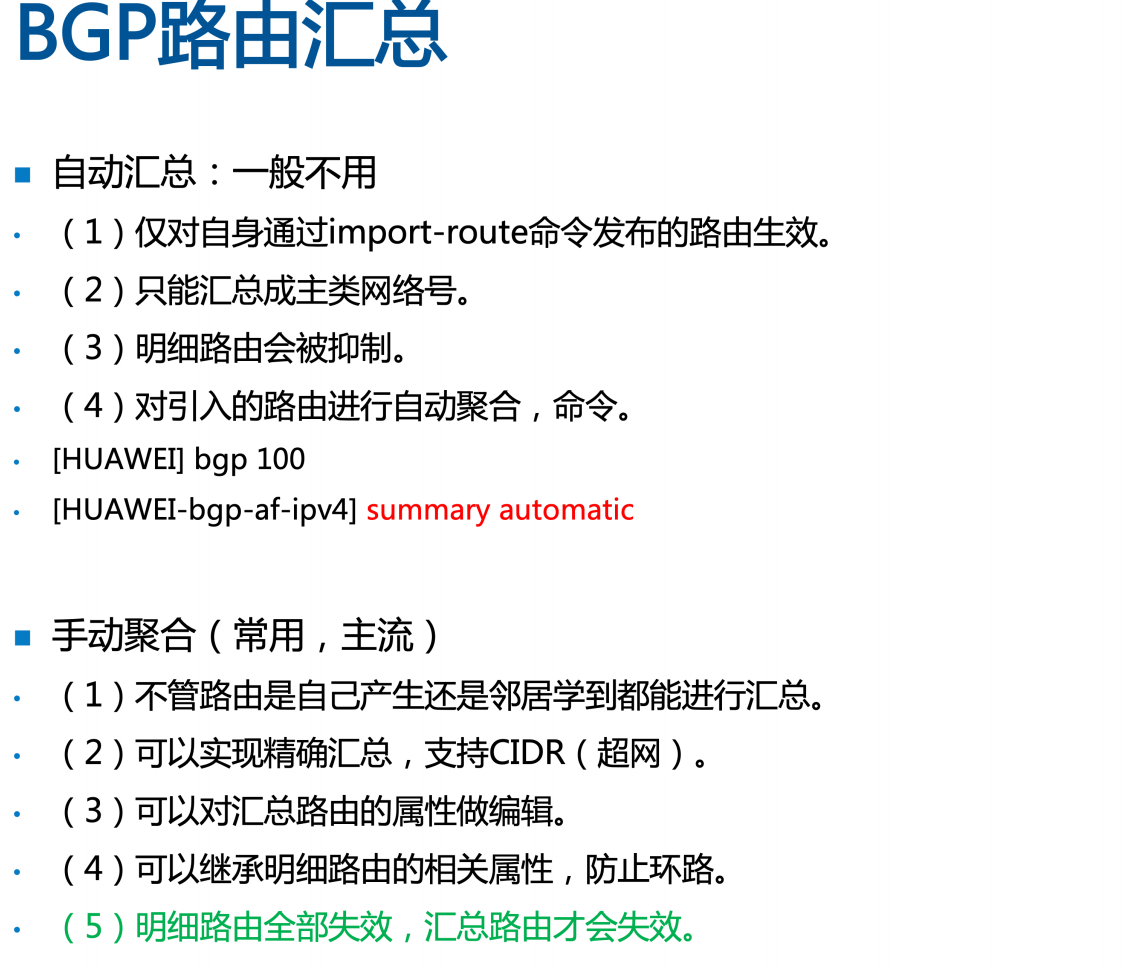 BGP路由汇总
自动汇总：一般不用
（1）仅对自身通过import-route命令发布的路由生效。
（2）只能汇总成主类网络号。
（3）明细路由会被抑制。
（4）对引入的路由进行自动聚合，命令。
[HUAWEI] bgp 100
[HUAWEI-bgp-af-ipv4] summary automatic
手动聚合（常用，主流）
（1）不管路由是自己产生还是邻居学到都能进行汇总。
（2）可以实现精确汇总，支持CIDR（超网）。
（3）可以对汇总路由的属性做编辑。
（4）可以继承明细路由的相关属性，防止环路。
（5）明细路由全部失效，汇总路由才会失效。